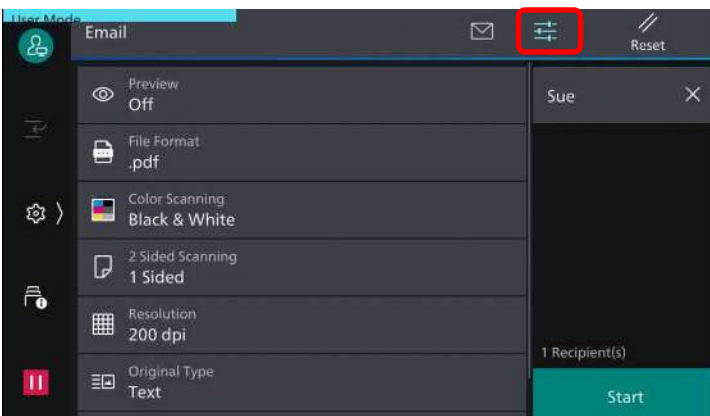 User Mode
Email
Reset
Preview
Off
Sue
File Format
.pdf
Color Scanning
Black & White
2 Sided Scanning
1 Sided
Resolution
200 dpi
1 Recipient(s)
Original Type
Text
Start